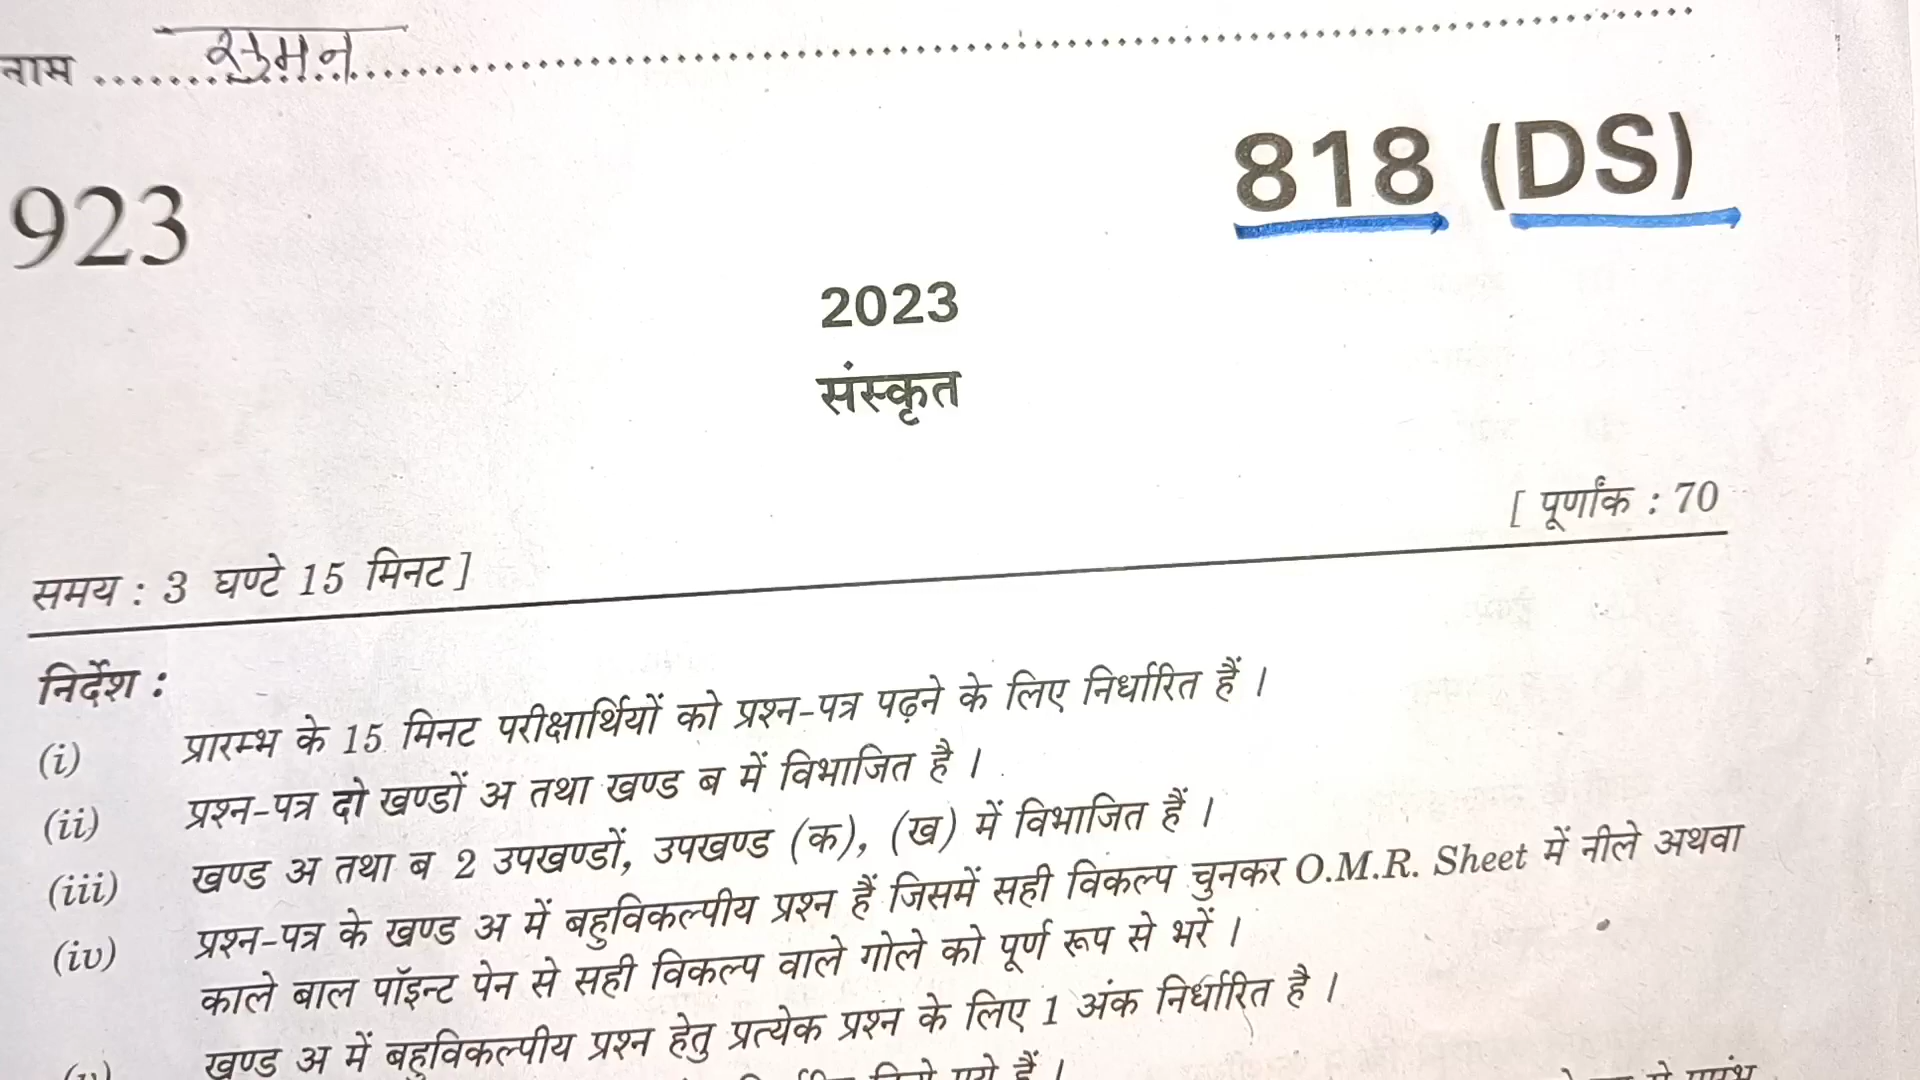 नाम ........सुमन........
923
818 (DS)
2023
संस्कृत
[ पूर्णांक : 70
समय : 3 घण्टे 15 मिनट ]
निर्देश :
(i) प्रारम्भ के 15 मिनट परीक्षार्थियों को प्रश्न-पत्र पढ़ने के लिए निर्धारित हैं ।
(ii) प्रश्न-पत्र दो खण्डों अ तथा खण्ड ब में विभाजित है ।
(iii) खण्ड अ तथा ब 2 उपखण्डों, उपखण्ड (क), (ख) में विभाजित हैं ।
(iv) प्रश्न-पत्र के खण्ड अ में बहुविकल्पीय प्रश्न हैं जिसमें सही विकल्प चुनकर O.M.R. Sheet में नीले अथवा
काले बाल पॉइन्ट पेन से सही विकल्प वाले गोले को पूर्ण रूप से भरें ।
(v) खण्ड अ में बहुविकल्पीय प्रश्न हेतु प्रत्येक प्रश्न के लिए 1 अंक निर्धारित है ।